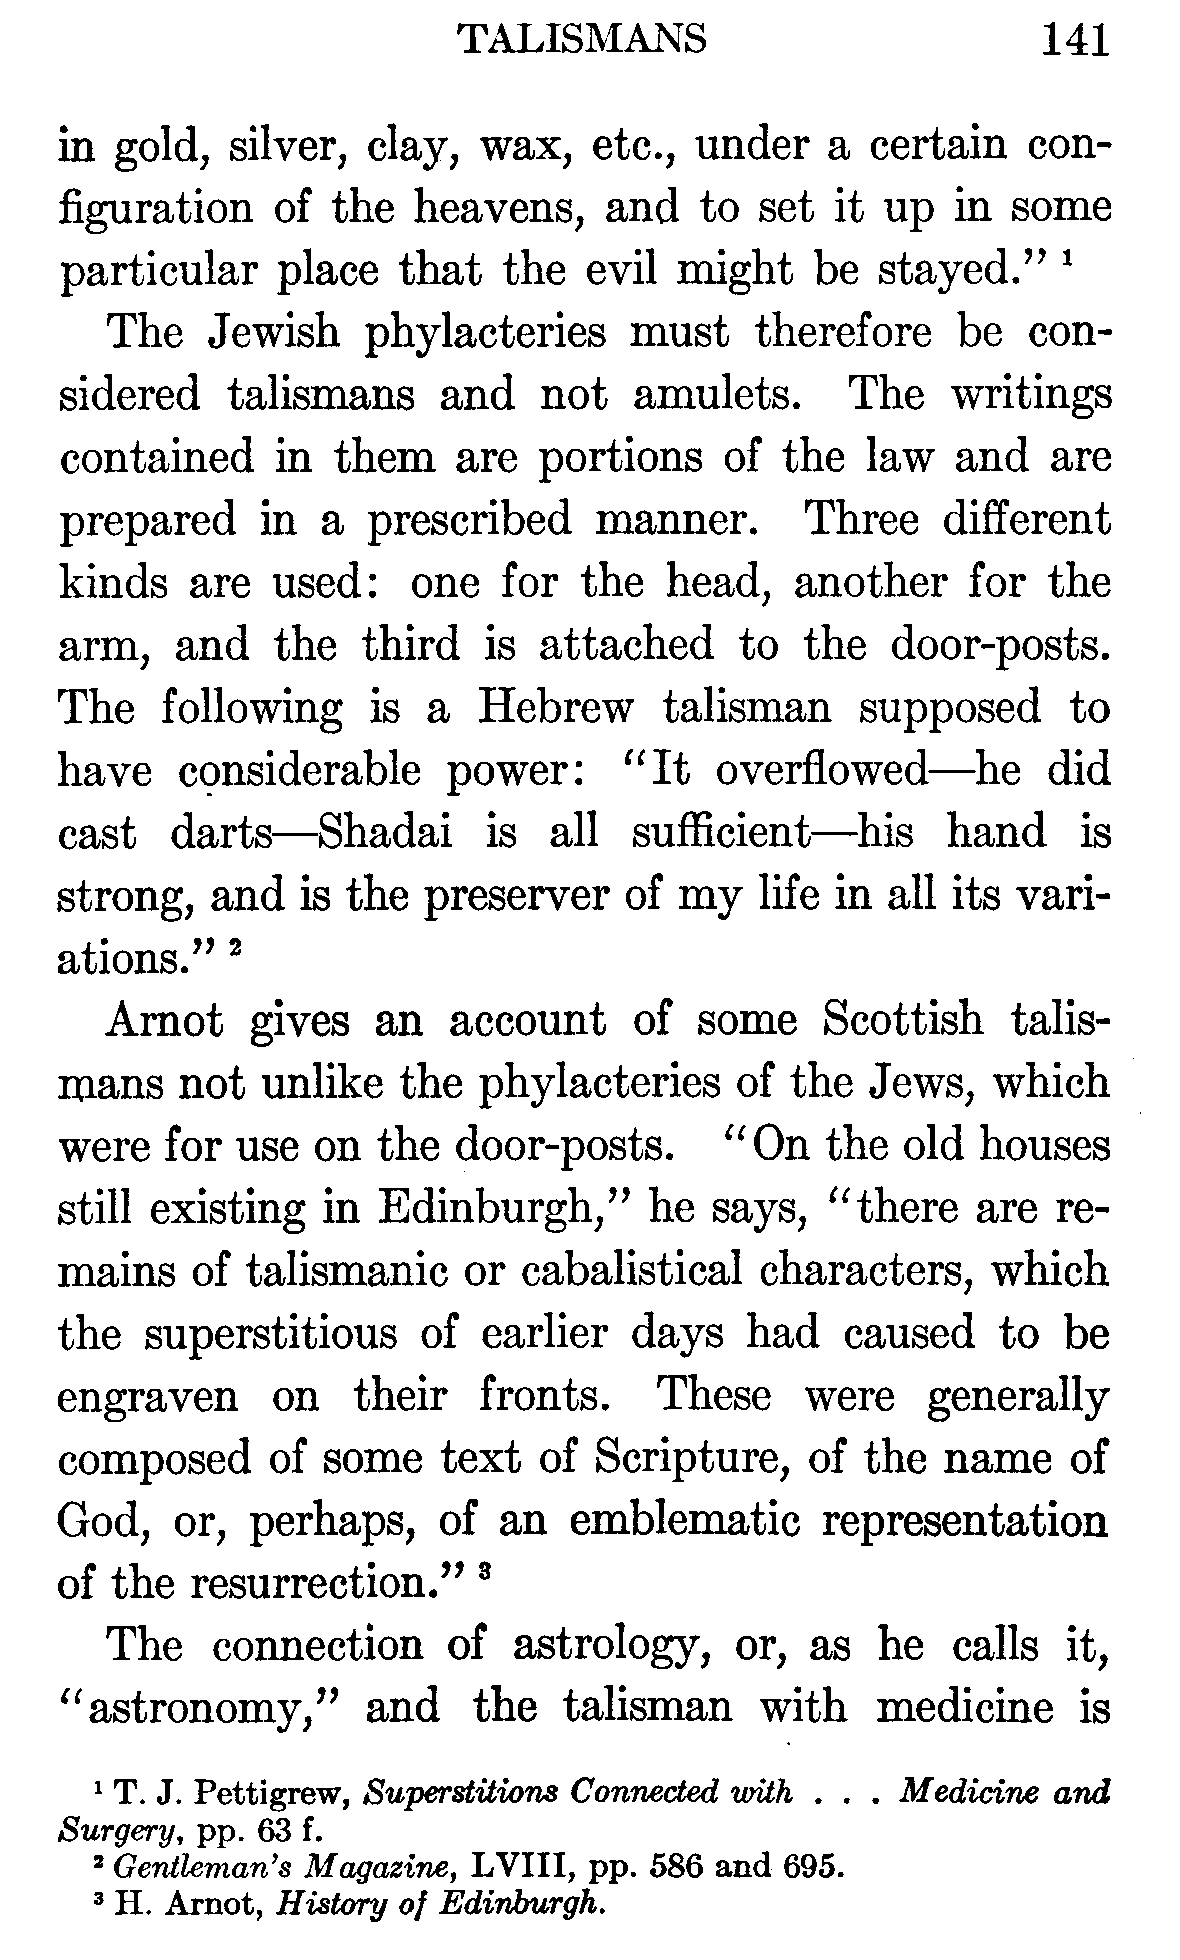 TALISMANS 141
in gold, silver, clay, wax, etc., under a certain con-
figuration of the heavens, and to set it up in some
particular place that the evil might be stayed." ¹
The Jewish phylacteries must therefore be con-
sidered talismans and not amulets. The writings
contained in them are portions of the law and are
prepared in a prescribed manner. Three different
kinds are used: one for the head, another for the
arm, and the third is attached to the door-posts.
The following is a Hebrew talisman supposed to
have considerable power: "It overflowed—he did
cast darts—Shadai is all sufficient—his hand is
strong, and is the preserver of my life in all its vari-
ations." ²
Arnot gives an account of some Scottish talis-
mans not unlike the phylacteries of the Jews, which
were for use on the door-posts. "On the old houses
still existing in Edinburgh," he says, "there are re-
mains of talismanic or cabalistical characters, which
the superstitious of earlier days had caused to be
engraven on their fronts. These were generally
composed of some text of Scripture, of the name of
God, or, perhaps, of an emblematic representation
of the resurrection." ³
The connection of astrology, or, as he calls it,
"astronomy," and the talisman with medicine is
¹ T. J. Pettigrew, Superstitions Connected with . . . Medicine and
Surgery, pp. 63 f.
² Gentleman's Magazine, LVIII, pp. 586 and 695.
³ H. Arnot, History of Edinburgh.